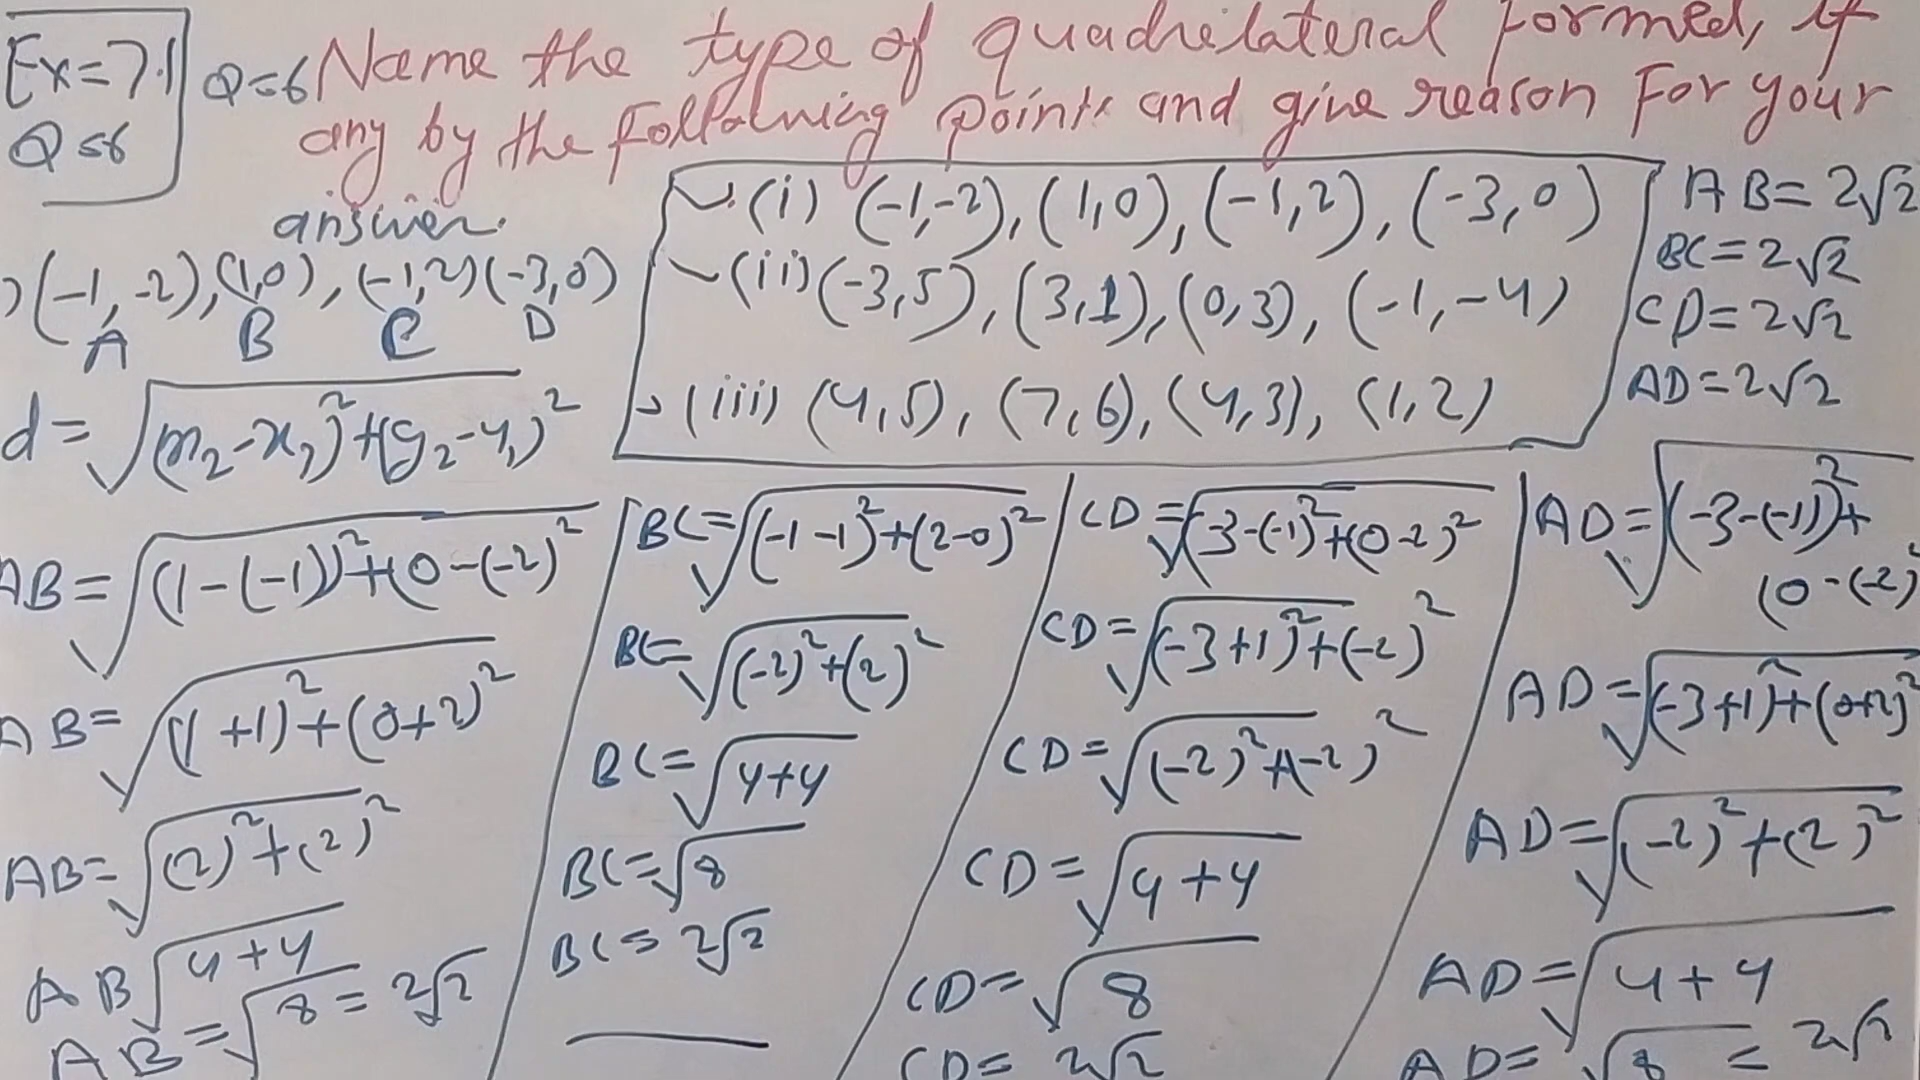 Ex=7.1
Q=6
Q=6 Name the type of quadrilateral formed, if
any by the following points and give reason For your
answer.
(i) (-1,-2), (1,0), (-1,2), (-3,0)
(ii) (-3,5), (3,1), (0,3), (-1,-4)
(iii) (4,5), (7,6), (4,3), (1,2)
AB=2√2
BC=2√2
CD=2√2
AD=2√2
(-1,-2), (1,0), (-1,2) (-3,0)
A B C D
d=√(x₂-x₁)²+(y₂-y₁)²
AB=√(1-(-1))²+(0-(-2)²
AB=√(1+1)²+(0+2)²
AB=√(2)²+(2)²
AB√4+4
AB=√8=2√2
BC=√(-1-1)²+(2-0)²
BC=√(-2)²+(2)²
BC=√4+4
BC=√8
BC=2√2
CD=√(-3-(-1)²+(0-2)²
CD=√(-3+1)²+(-2)²
CD=√(-2)²+(-2)²
CD=√4+4
CD=√8
CD=2√2
AD=√(-3-(-1))²+
(0-(-2)²
AD=√(-3+1)²+(0+2)²
AD=√(-2)²+(2)²
AD=√4+4
AD=√8=2√2